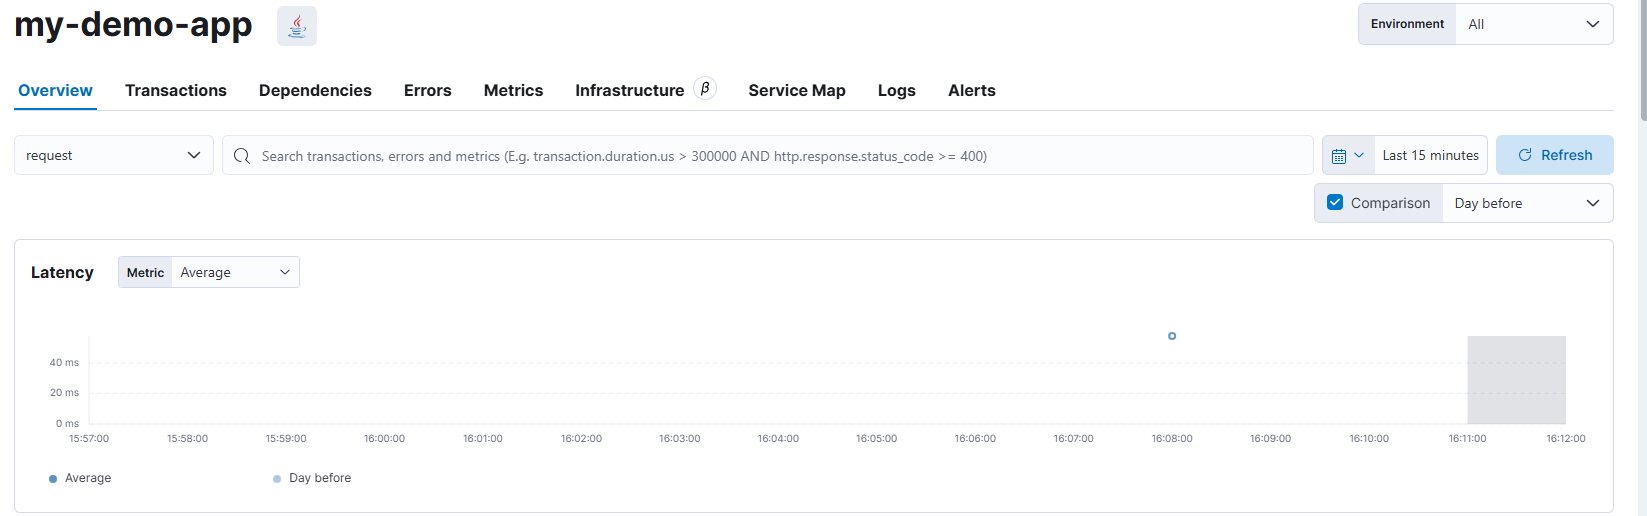 my-demo-app
Environment All
Overview Transactions Dependencies Errors Metrics Infrastructure β Service Map Logs Alerts
request Search transactions, errors and metrics (E.g. transaction.duration.us > 300000 AND http.response.status_code >= 400) Last 15 minutes Refresh
Comparison Day before
Latency Metric Average
40 ms
20 ms
0 ms
15:57:00 15:58:00 15:59:00 16:00:00 16:01:00 16:02:00 16:03:00 16:04:00 16:05:00 16:06:00 16:07:00 16:08:00 16:09:00 16:10:00 16:11:00 16:12:00
Average Day before